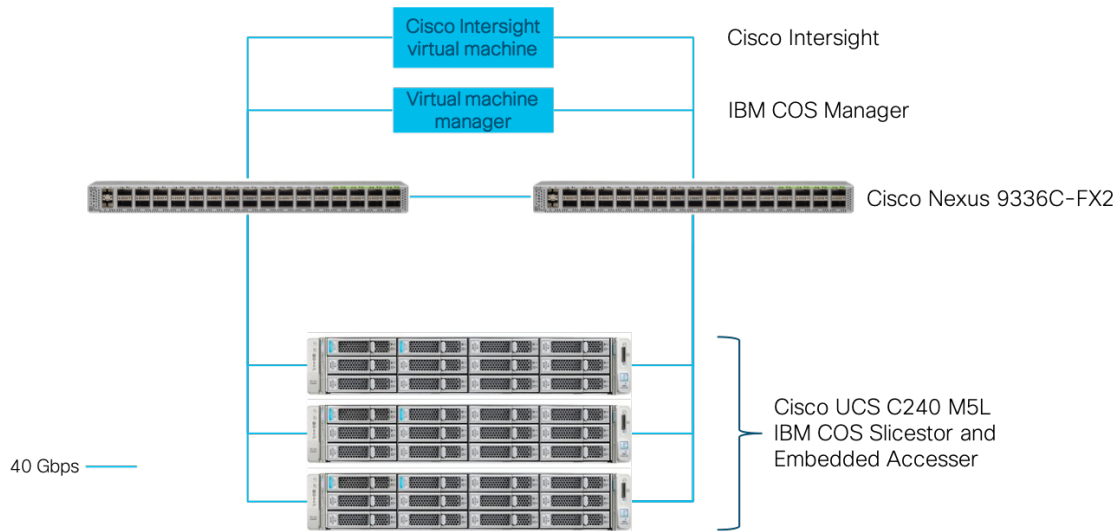 Cisco Intersight
virtual machine
Cisco Intersight
Virtual machine
manager
IBM COS Manager
Cisco Nexus 9336C-FX2
Cisco UCS C240 M5L
IBM COS Slicestor and
Embedded Accesser
40 Gbps